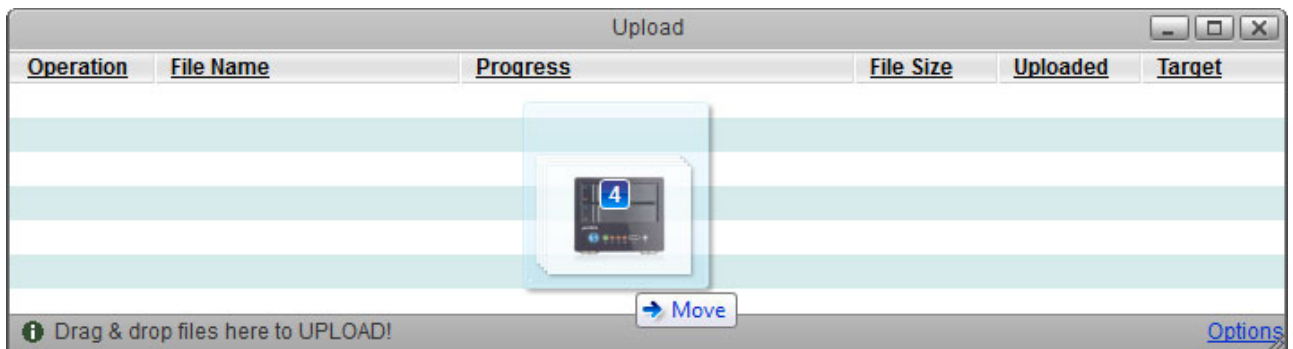 Upload
Operation File Name Progress File Size Uploaded Target
4
Move
Drag & drop files here to UPLOAD! Options